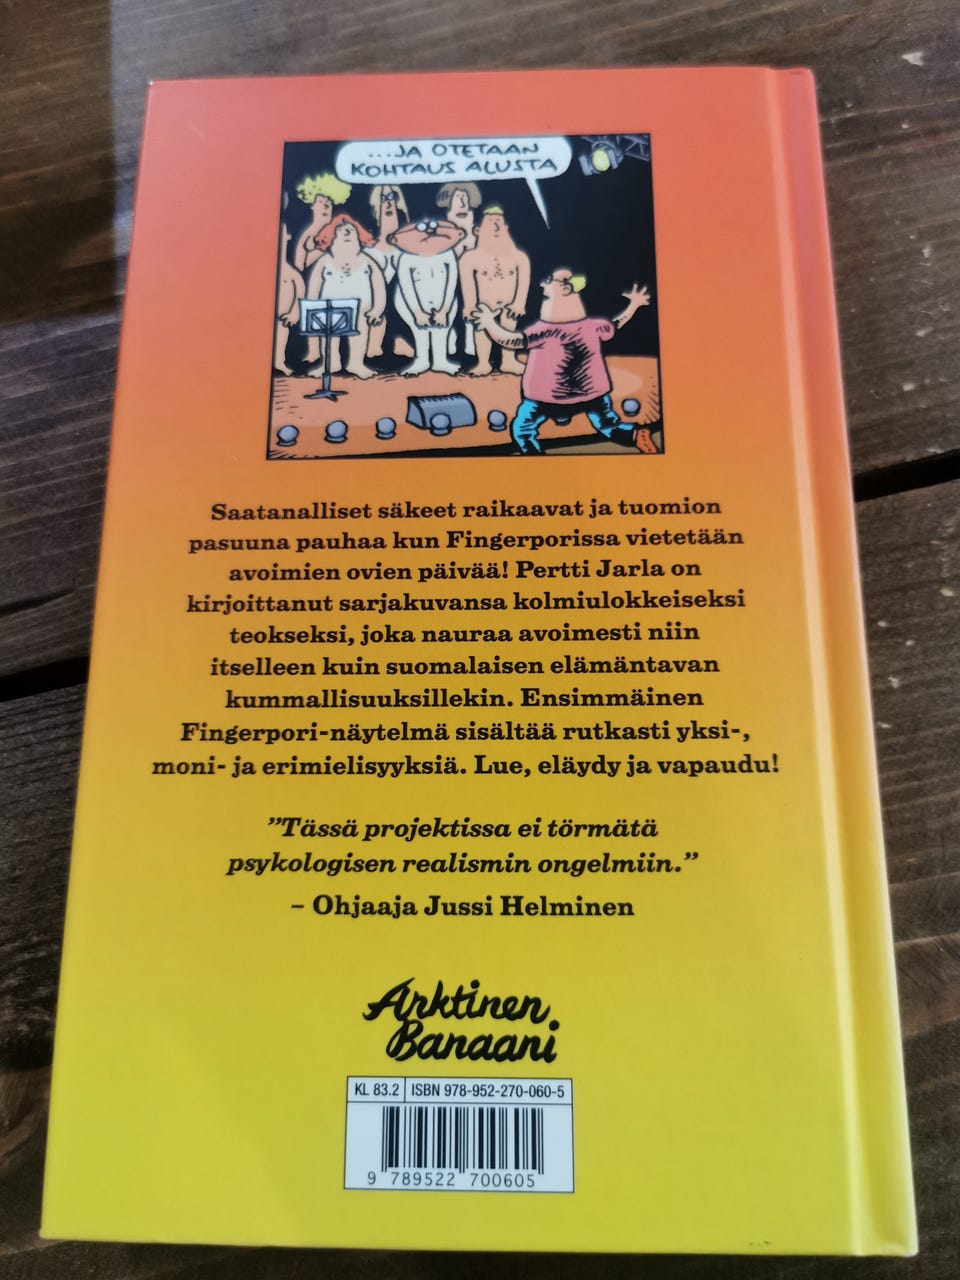 ...JA OTETAAN
KOHTAUS ALUSTA
Saatanalliset säkeet raikaavat ja tuomion
pasuuna pauhaa kun Fingerporissa vietetään
avoimien ovien päivää! Pertti Jarla on
kirjoittanut sarjakuvansa kolmiulokkeiseksi
teokseksi, joka nauraa avoimesti niin
itselleen kuin suomalaisen elämäntavan
kummallisuuksillekin. Ensimmäinen
Fingerpori-näytelmä sisältää rutkasti yksi-,
moni- ja erimielisyyksiä. Lue, eläydy ja vapaudu!
”Tässä projektissa ei törmätä
psykologisen realismin ongelmiin.”
– Ohjaaja Jussi Helminen
Arktinen
Banaani
KL 83.2 ISBN 978-952-270-060-5
9 789522 700605